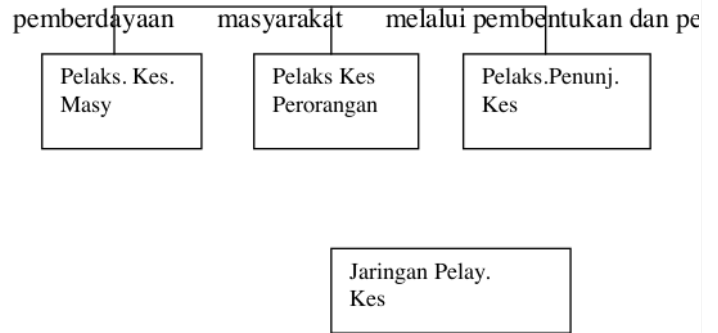 pemberdayaan masyarakat melalui pembentukan dan pe
Pelaks. Kes.
Masy
Pelaks Kes
Perorangan
Pelaks.Penunj.
Kes
Jaringan Pelay.
Kes